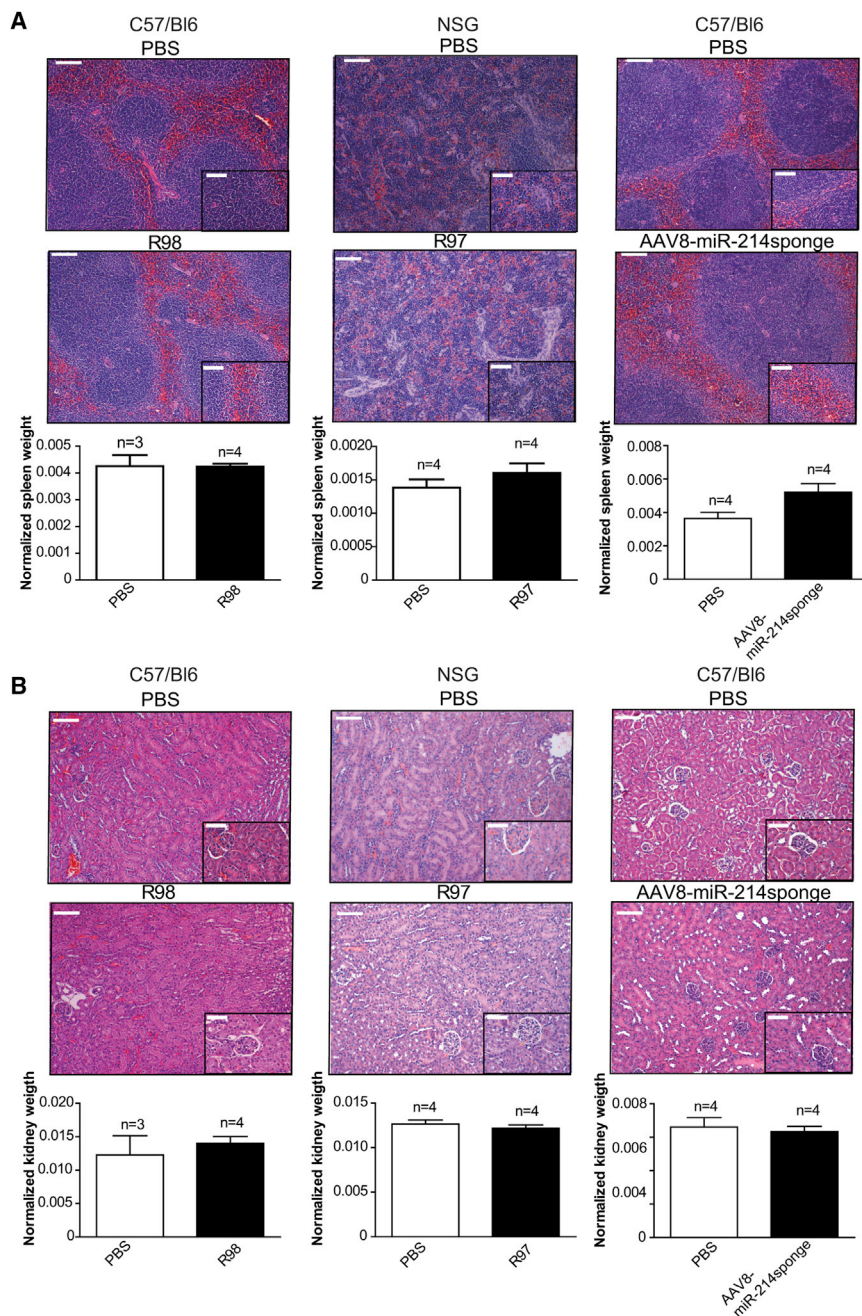 A
C57/Bl6
PBS
NSG
PBS
C57/Bl6
PBS
R98
R97
AAV8-miR-214sponge
Normalized spleen weight
0.005
0.004
0.003
0.002
0.001
0
n=3
n=4
PBS
R98
Normalized spleen weight
0.0020
0.0015
0.0010
0.0005
0
n=4
n=4
PBS
R97
Normalized spleen weight
0.008
0.006
0.004
0.002
0
n=4
n=4
PBS
AAV8-
miR-214sponge
B
C57/Bl6
PBS
NSG
PBS
C57/Bl6
PBS
R98
R97
AAV8-miR-214sponge
Normalized kidney weigth
0.020
0.015
0.010
0.005
0
n=3
n=4
PBS
R98
Normalized kidney weigth
0.015
0.010
0.005
0
n=4
n=4
PBS
R97
Normalized kidney weigth
0.008
0.006
0.004
0
n=4
n=4
PBS
AAV8-
miR-214sponge